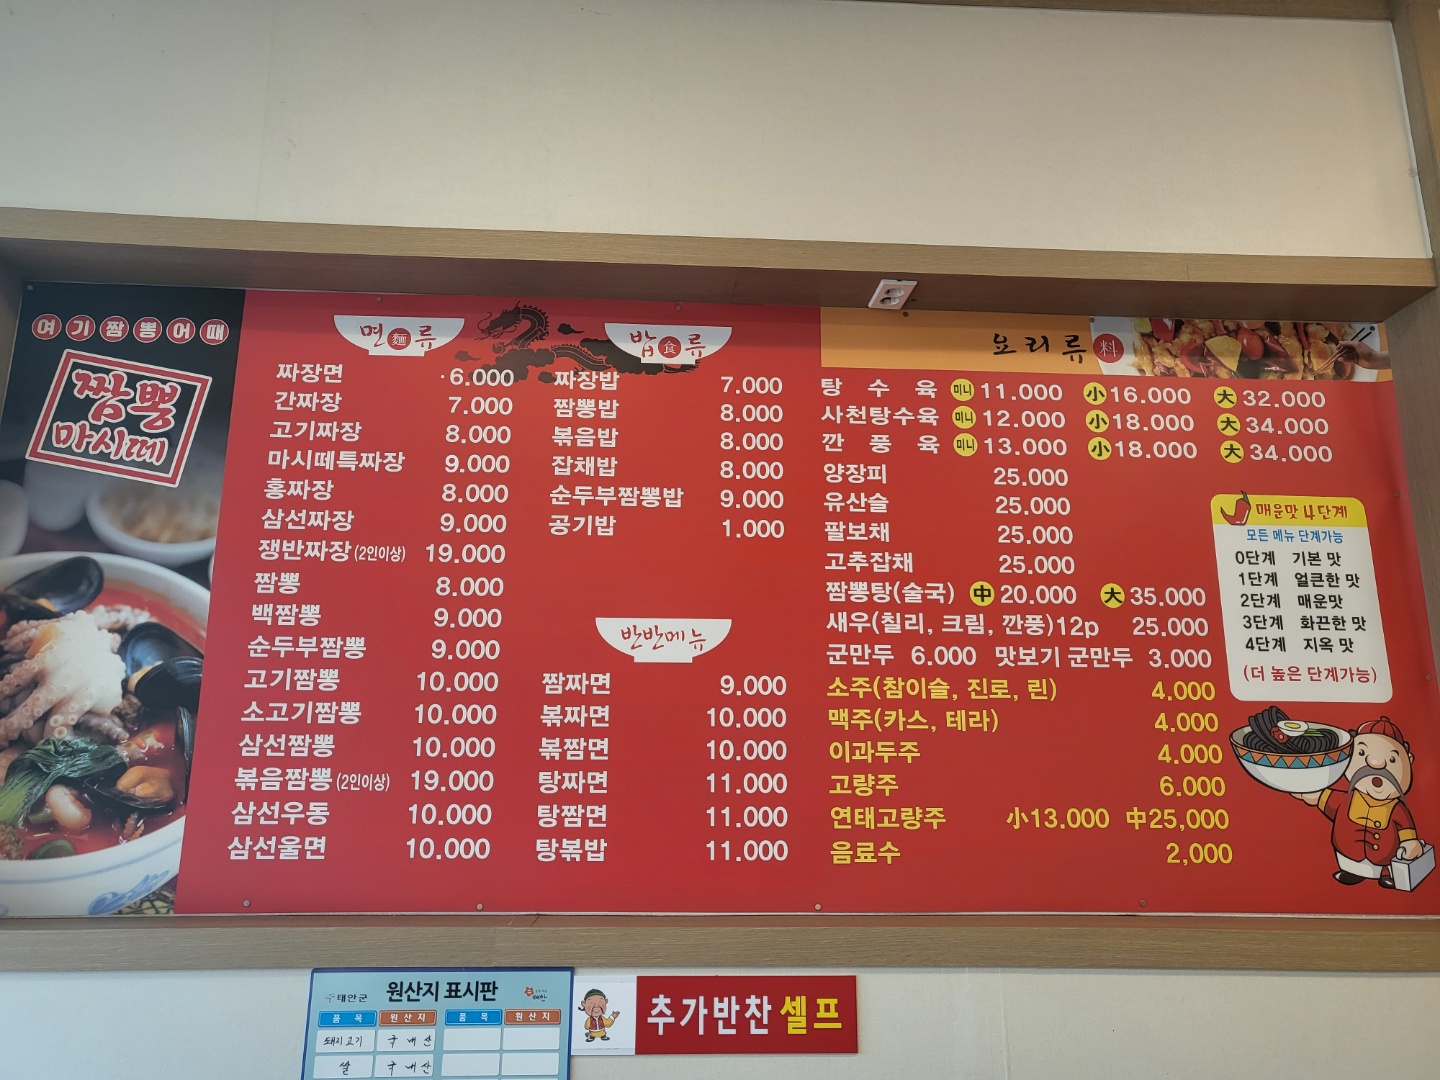 여기짬뽕어때
짬뽕
마시떼
면 麵 류
짜장면 6.000
간짜장 7.000
고기짜장 8.000
마시떼특짜장 9.000
홍짜장 8.000
삼선짜장 9.000
쟁반짜장 (2인이상) 19.000
짬뽕 8.000
백짬뽕 9.000
순두부짬뽕 9.000
고기짬뽕 10.000
소고기짬뽕 10.000
삼선짬뽕 10.000
볶음짬뽕 (2인이상) 19.000
삼선우동 10.000
삼선울면 10.000
밥 食 류
짜장밥 7.000
짬뽕밥 8.000
볶음밥 8.000
잡채밥 8.000
순두부짬뽕밥 9.000
공기밥 1.000
반반메뉴
짬짜면 9.000
볶짜면 10.000
볶짬면 10.000
탕짜면 11.000
탕짬면 11.000
탕볶밥 11.000
요리류 料
탕 수 육 미니 11.000 小 16.000 大 32.000
사천탕수육 미니 12.000 小 18.000 大 34.000
깐 풍 육 미니 13.000 小 18.000 大 34.000
양장피 25.000
유산슬 25.000
팔보채 25.000
고추잡채 25.000
짬뽕탕(술국) 中 20.000 大 35.000
새우(칠리, 크림, 깐풍)12p 25.000
군만두 6.000 맛보기 군만두 3.000
소주(참이슬, 진로, 린) 4.000
맥주(카스, 테라) 4.000
이과두주 4.000
고량주 6.000
연태고량주 小13.000 中25,000
음료수 2,000
매운맛 4단계
모든 메뉴 단계가능
0단계 기본 맛
1단계 얼큰한 맛
2단계 매운맛
3단계 화끈한 맛
4단계 지옥 맛
(더 높은 단계가능)
태안군 원산지 표시판
품 목 원 산 지 품 목 원 산 지
돼지고기 국내산
쌀 국내산
추가반찬 셀프